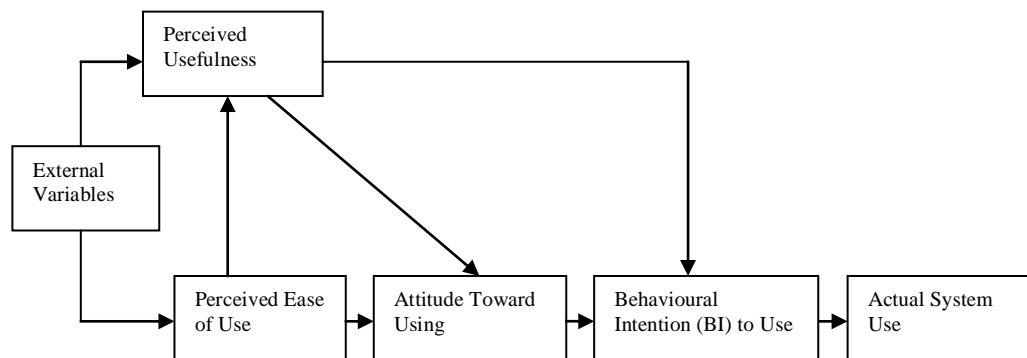 Perceived
Usefulness
External
Variables
Perceived Ease
of Use
Attitude Toward
Using
Behavioural
Intention (BI) to Use
Actual System
Use